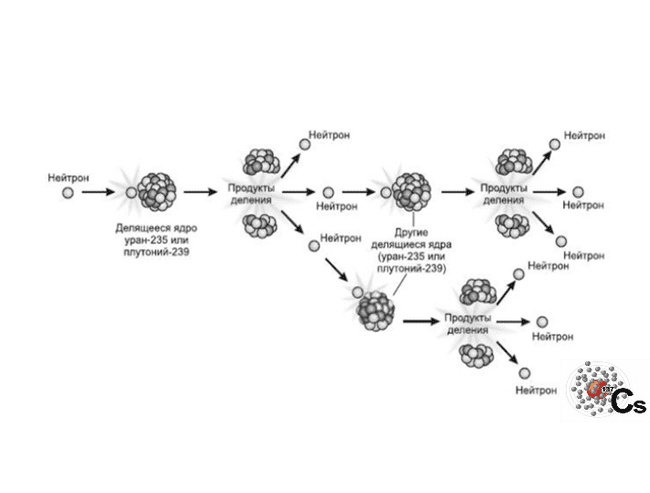 Нейтрон
Делящееся ядро
уран-235 или
плутоний-239
Продукты
деления
Нейтрон
Нейтрон
Нейтрон
Другие
делящиеся ядра
(уран-235 или
плутоний-239)
Продукты
деления
Нейтрон
Нейтрон
Нейтрон
Продукты
деления
Нейтрон
Нейтрон
Нейтрон
137
Cs